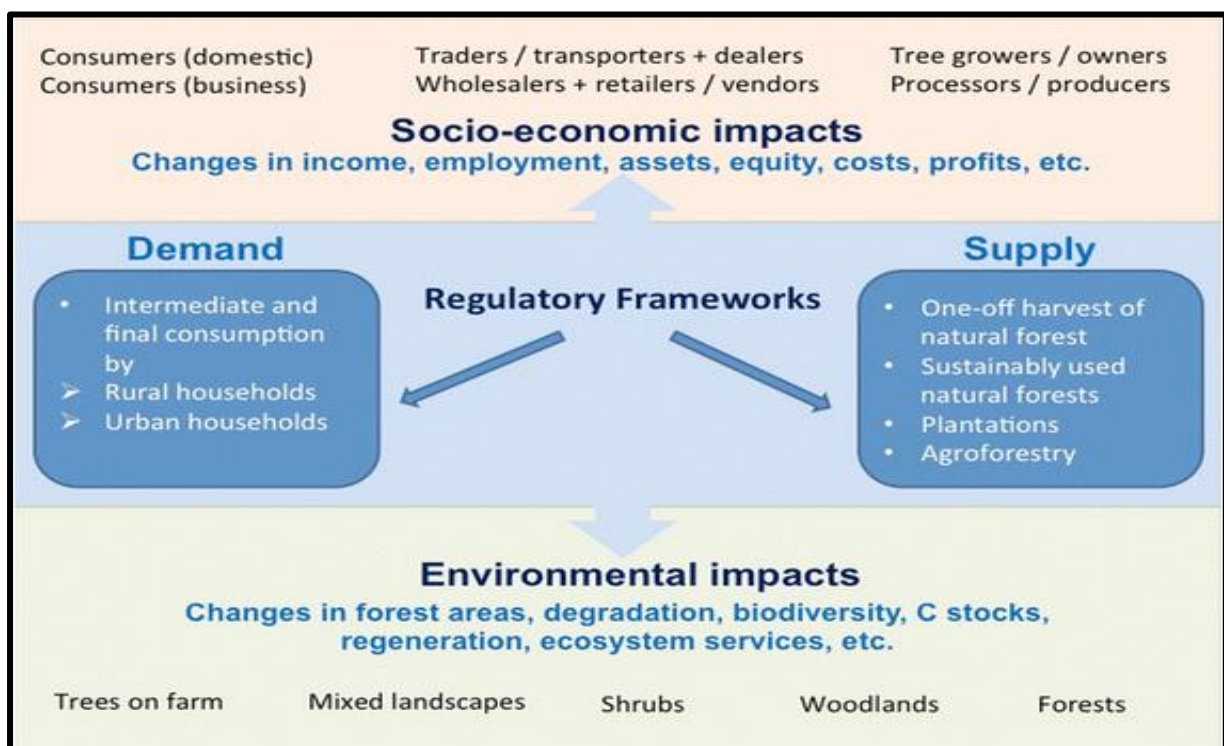 Consumers (domestic)
Consumers (business)
Traders / transporters + dealers
Wholesalers + retailers / vendors
Tree growers / owners
Processors / producers
Socio-economic impacts
Changes in income, employment, assets, equity, costs, profits, etc.
Demand
• Intermediate and
final consumption
by
➢ Rural households
➢ Urban households
Regulatory Frameworks
Supply
• One-off harvest of
natural forest
• Sustainably used
natural forests
• Plantations
• Agroforestry
Environmental impacts
Changes in forest areas, degradation, biodiversity, C stocks,
regeneration, ecosystem services, etc.
Trees on farm
Mixed landscapes
Shrubs
Woodlands
Forests